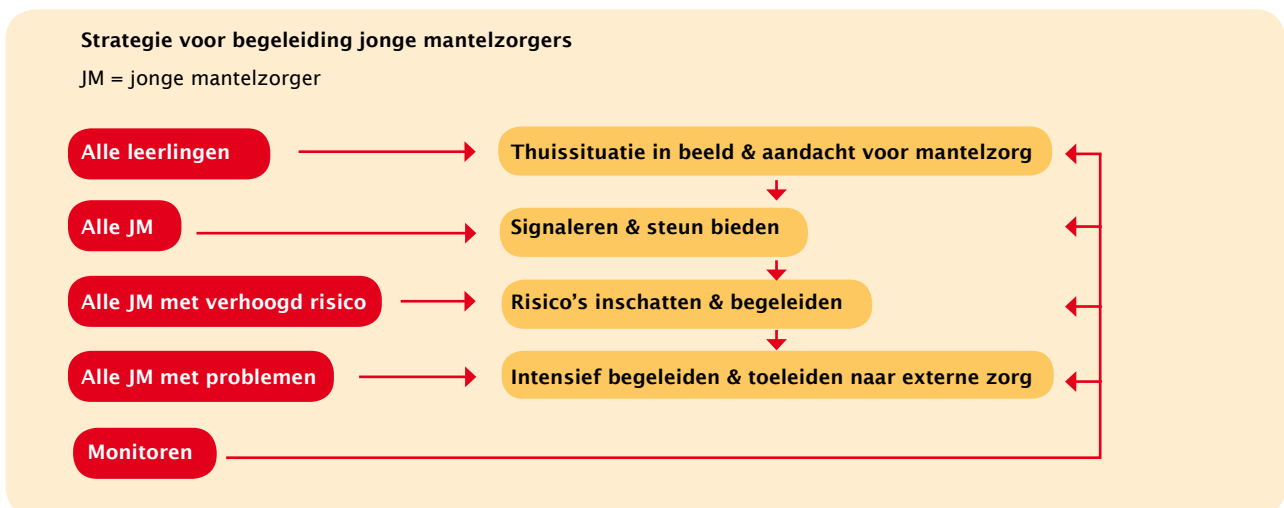 Strategie voor begeleiding jonge mantelzorgers
JM = jonge mantelzorger
Alle leerlingen
Thuissituatie in beeld & aandacht voor mantelzorg
Alle JM
Signaleren & steun bieden
Alle JM met verhoogd risico
Risico’s inschatten & begeleiden
Alle JM met problemen
Intensief begeleiden & toeleiden naar externe zorg
Monitoren